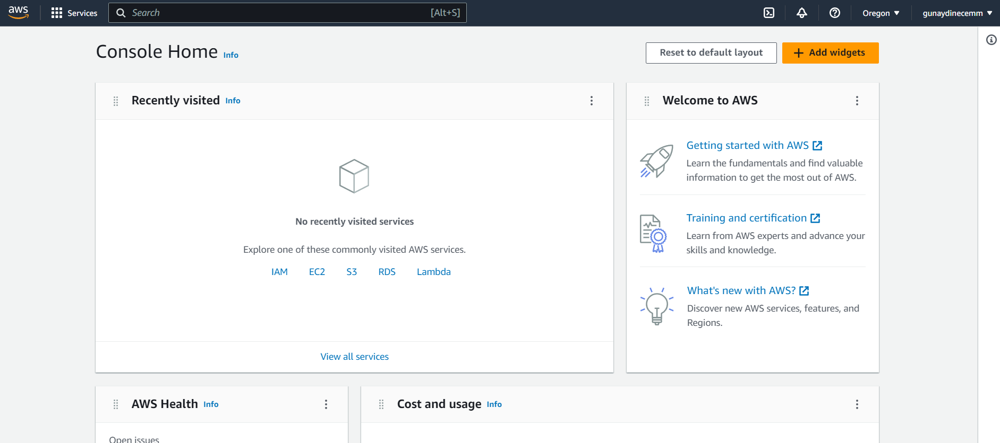 aws
Services
Search
[Alt+S]
Oregon
gunaydinecemm
Console Home Info
Reset to default layout
Add widgets
Recently visited Info
No recently visited services
Explore one of these commonly visited AWS services.
IAM
EC2
S3
RDS
Lambda
View all services
Welcome to AWS
Getting started with AWS
Learn the fundamentals and find valuable
information to get the most out of AWS.
Training and certification
Learn from AWS experts and advance your
skills and knowledge.
What's new with AWS?
Discover new AWS services, features, and
Regions.
AWS Health Info
Open issues
Cost and usage Info